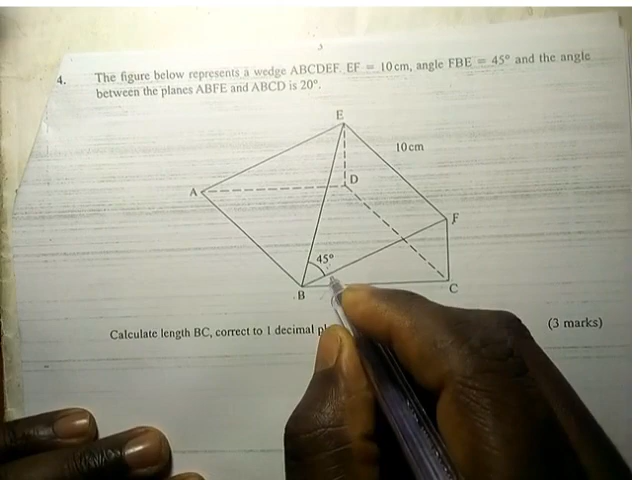 3
4. The figure below represents a wedge ABCDEF. EF = 10 cm, angle FBE = 45° and the angle
between the planes ABFE and ABCD is 20°.
E
10 cm
D
A
F
45°
B
C
Calculate length BC, correct to 1 decimal
(3 marks)